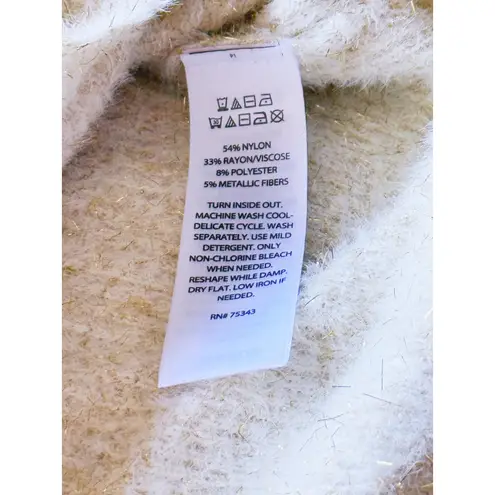 54% NYLON
33% RAYON/VISCOSE
8% POLYESTER
5% METALLIC FIBERS
TURN INSIDE OUT.
MACHINE WASH COOL-
DELICATE CYCLE. WASH
SEPARATELY. USE MILD
DETERGENT. ONLY
NON-CHLORINE BLEACH
WHEN NEEDED.
RESHAPE WHILE DAMP.
DRY FLAT. LOW IRON IF
NEEDED.
RN# 75343